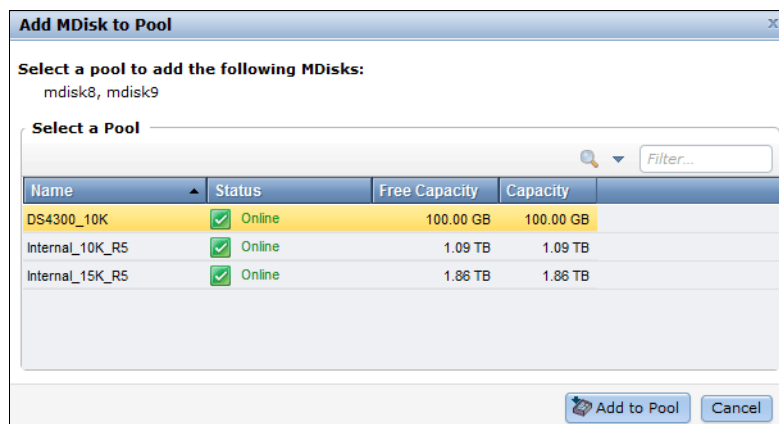 Add MDisk to Pool x
Select a pool to add the following MDisks:
mdisk8, mdisk9
Select a Pool
Filter...
Name Status Free Capacity Capacity
DS4300_10K Online 100.00 GB 100.00 GB
Internal_10K_R5 Online 1.09 TB 1.09 TB
Internal_15K_R5 Online 1.86 TB 1.86 TB
Add to Pool Cancel